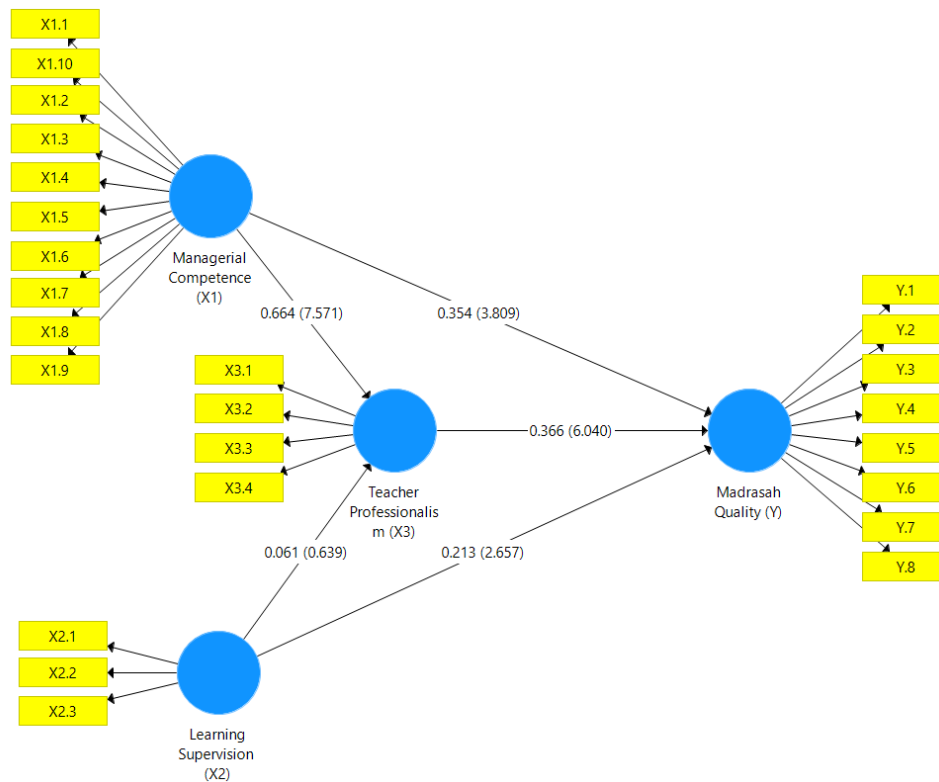 X1.1
X1.10
X1.2
X1.3
X1.4
X1.5
X1.6
X1.7
X1.8
X1.9
Managerial
Competence
(X1)
0.664 (7.571)
0.354 (3.809)
X3.1
X3.2
X3.3
X3.4
Teacher
Professionalis
m (X3)
0.366 (6.040)
Y.1
Y.2
Y.3
Y.4
Y.5
Y.6
Y.7
Y.8
Madrasah
Quality (Y)
0.061 (0.639)
0.213 (2.657)
X2.1
X2.2
X2.3
Learning
Supervision
(X2)